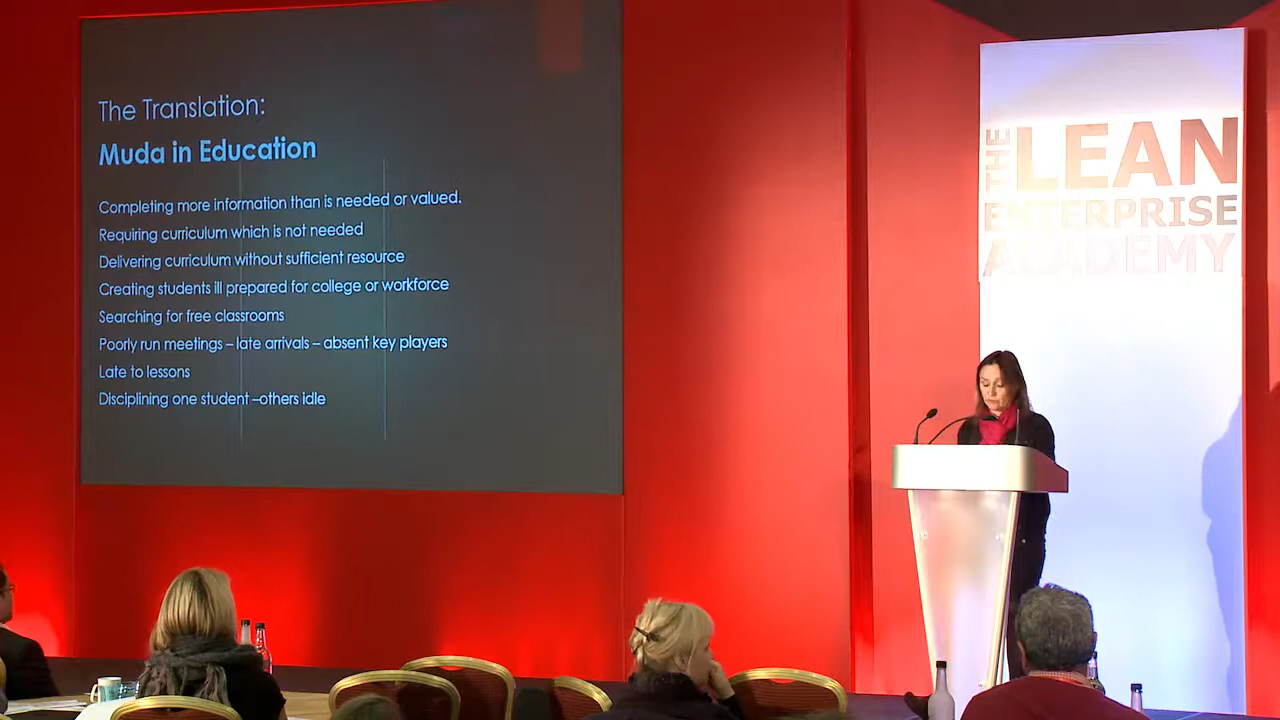 The Translation:
Muda in Education
Completing more information than is needed or valued.
Requiring curriculum which is not needed
Delivering curriculum without sufficient resource
Creating students ill prepared for college or workforce
Searching for free classrooms
Poorly run meetings – late arrivals – absent key players
Late to lessons
Disciplining one student –others idle
THE LEAN
ENTERPRISE
ACADEMY